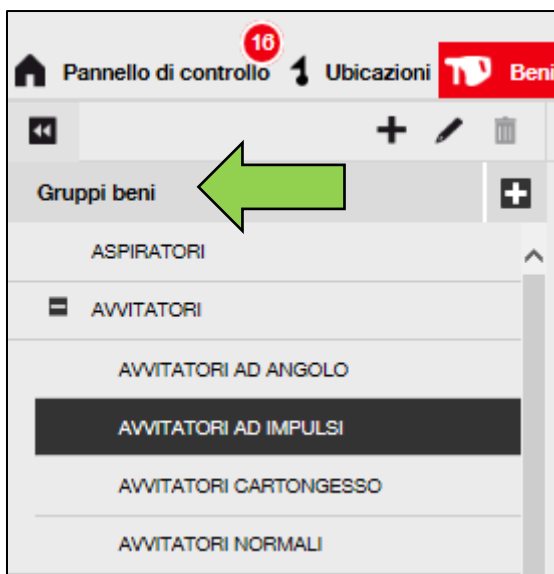 16
Pannello di controllo Ubicazioni Beni
Gruppi beni
ASPIRATORI
AVVITATORI
AVVITATORI AD ANGOLO
AVVITATORI AD IMPULSI
AVVITATORI CARTONGESSO
AVVITATORI NORMALI